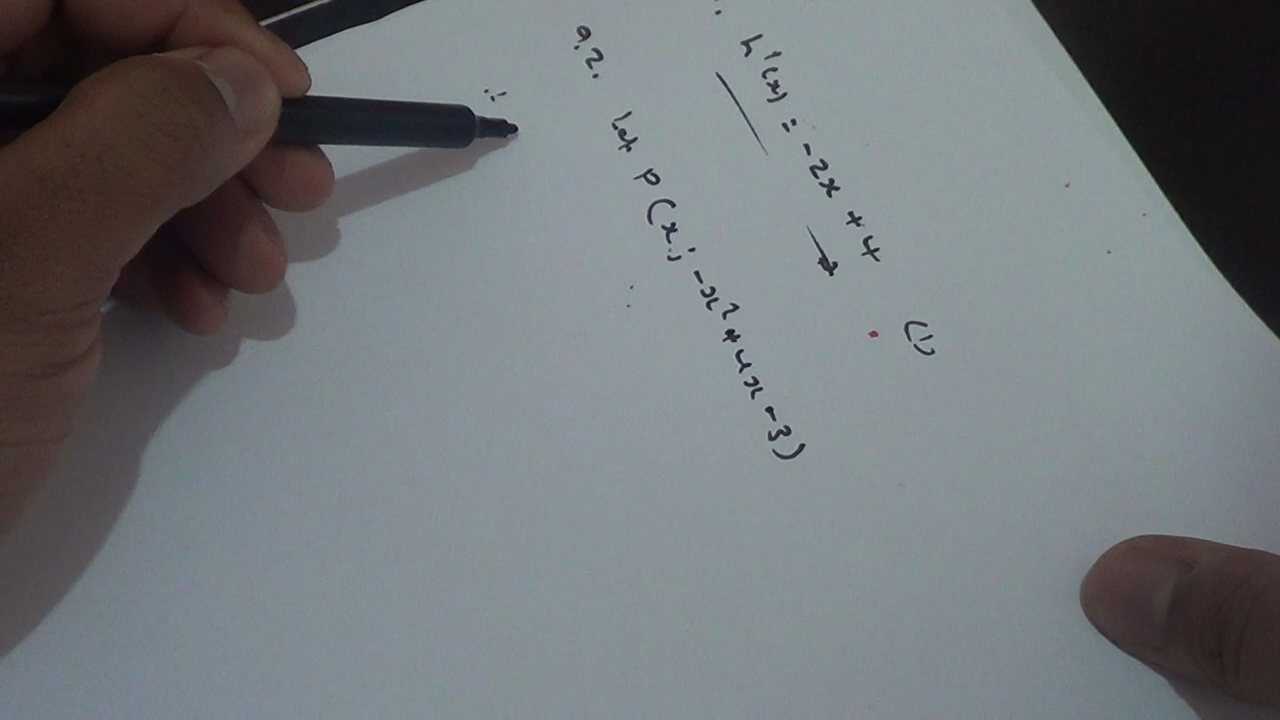 h'(x) = -2x + 4 → (1)
9.2. Let p (x; -x² + 4x - 3)
∴